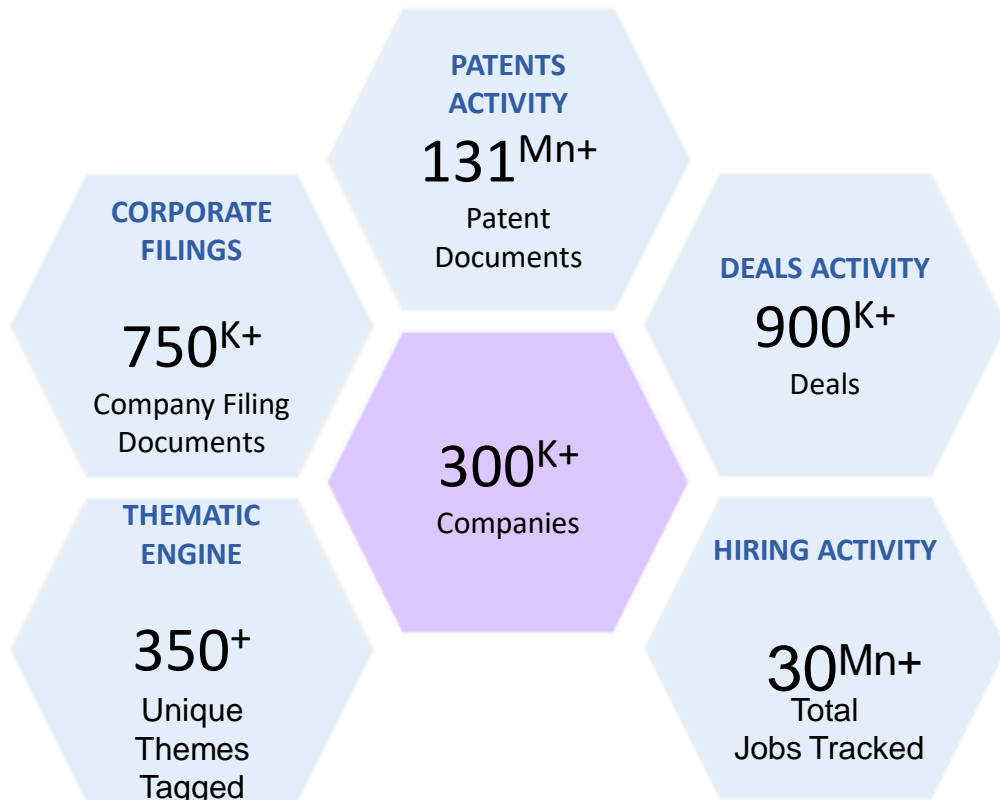 PATENTS
ACTIVITY
131Mn+
Patent
Documents
CORPORATE
FILINGS
750K+
Company Filing
Documents
DEALS ACTIVITY
900K+
Deals
300K+
Companies
THEMATIC
ENGINE
350+
Unique
Themes
Tagged
HIRING ACTIVITY
30Mn+
Total
Jobs Tracked